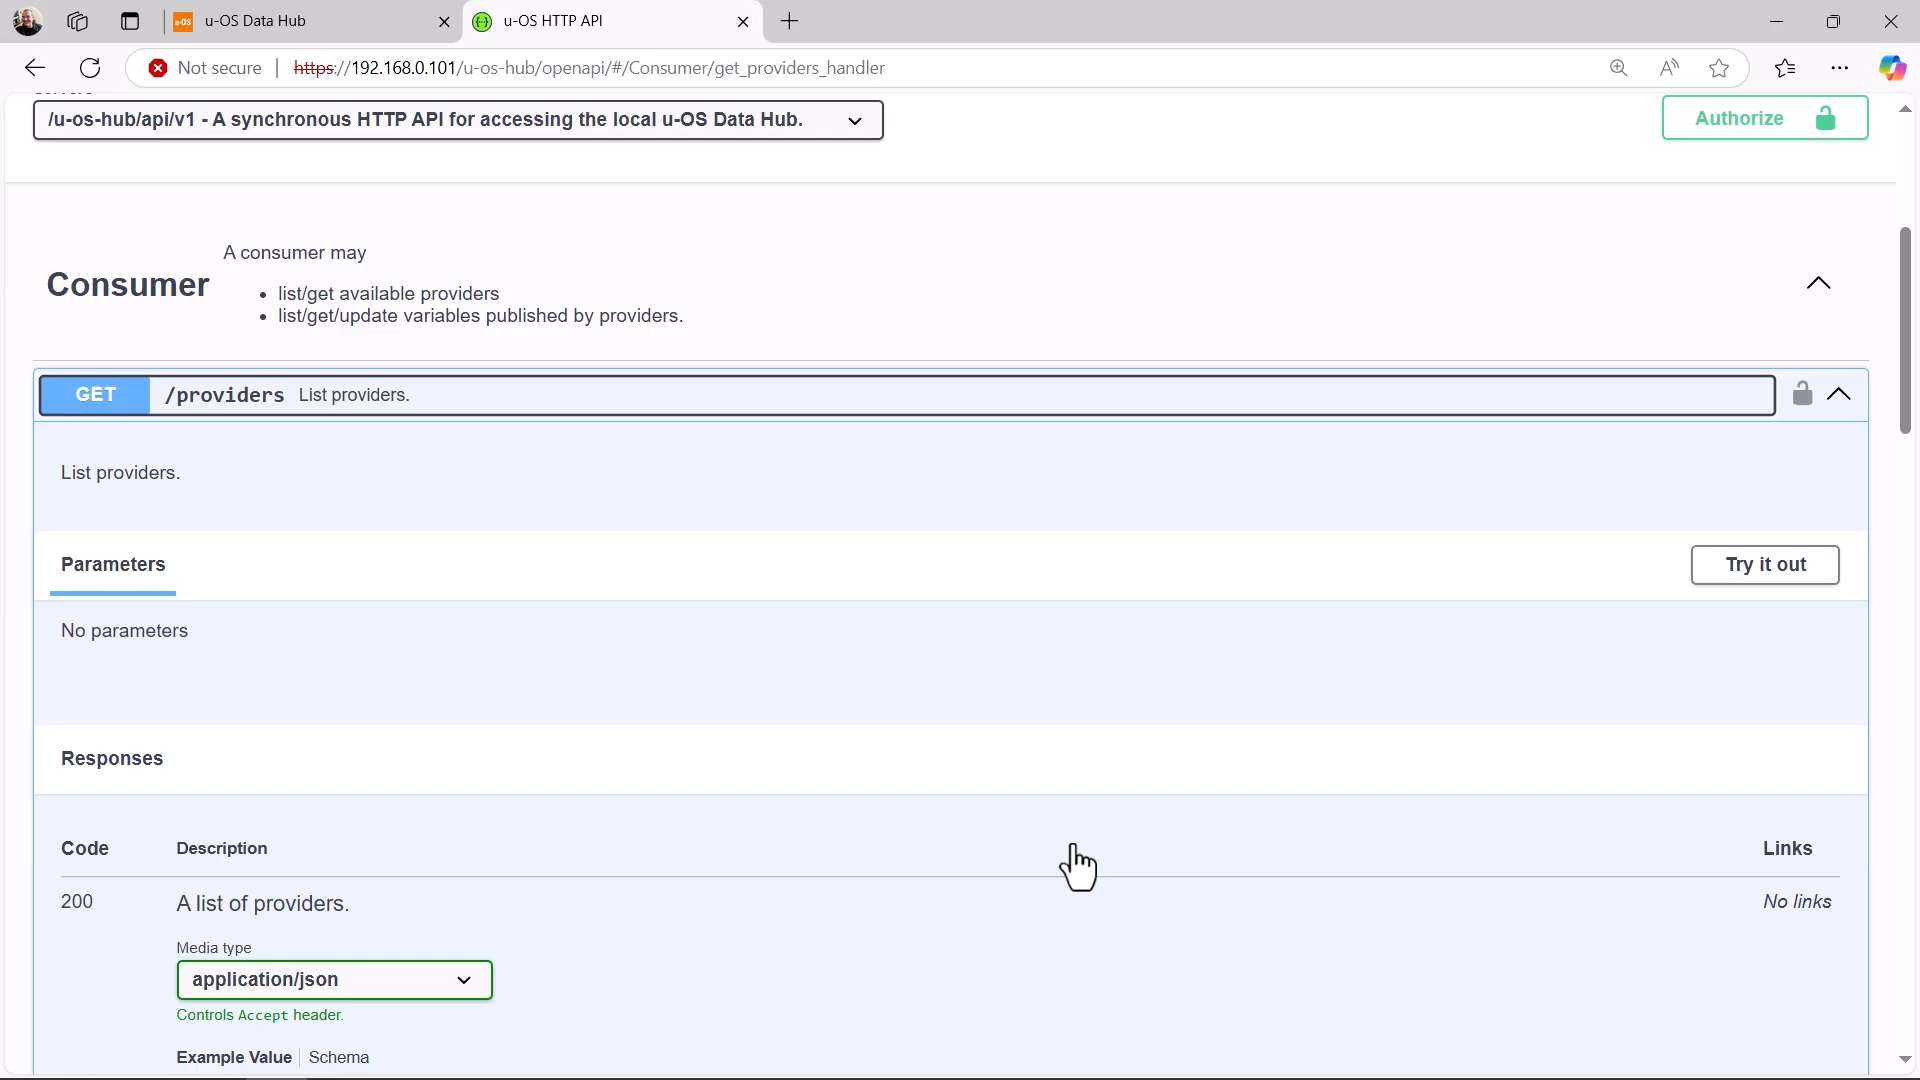 u-OS Data Hub
u-OS HTTP API
Not secure
https://192.168.0.101/u-os-hub/openapi/#/Consumer/get_providers_handler
/u-os-hub/api/v1 - A synchronous HTTP API for accessing the local u-OS Data Hub.
Authorize
Consumer
A consumer may
• list/get available providers
• list/get/update variables published by providers.
GET /providers List providers.
List providers.
Parameters
Try it out
No parameters
Responses
Code Description Links
200 A list of providers. No links
Media type
application/json
Controls Accept header.
Example Value Schema